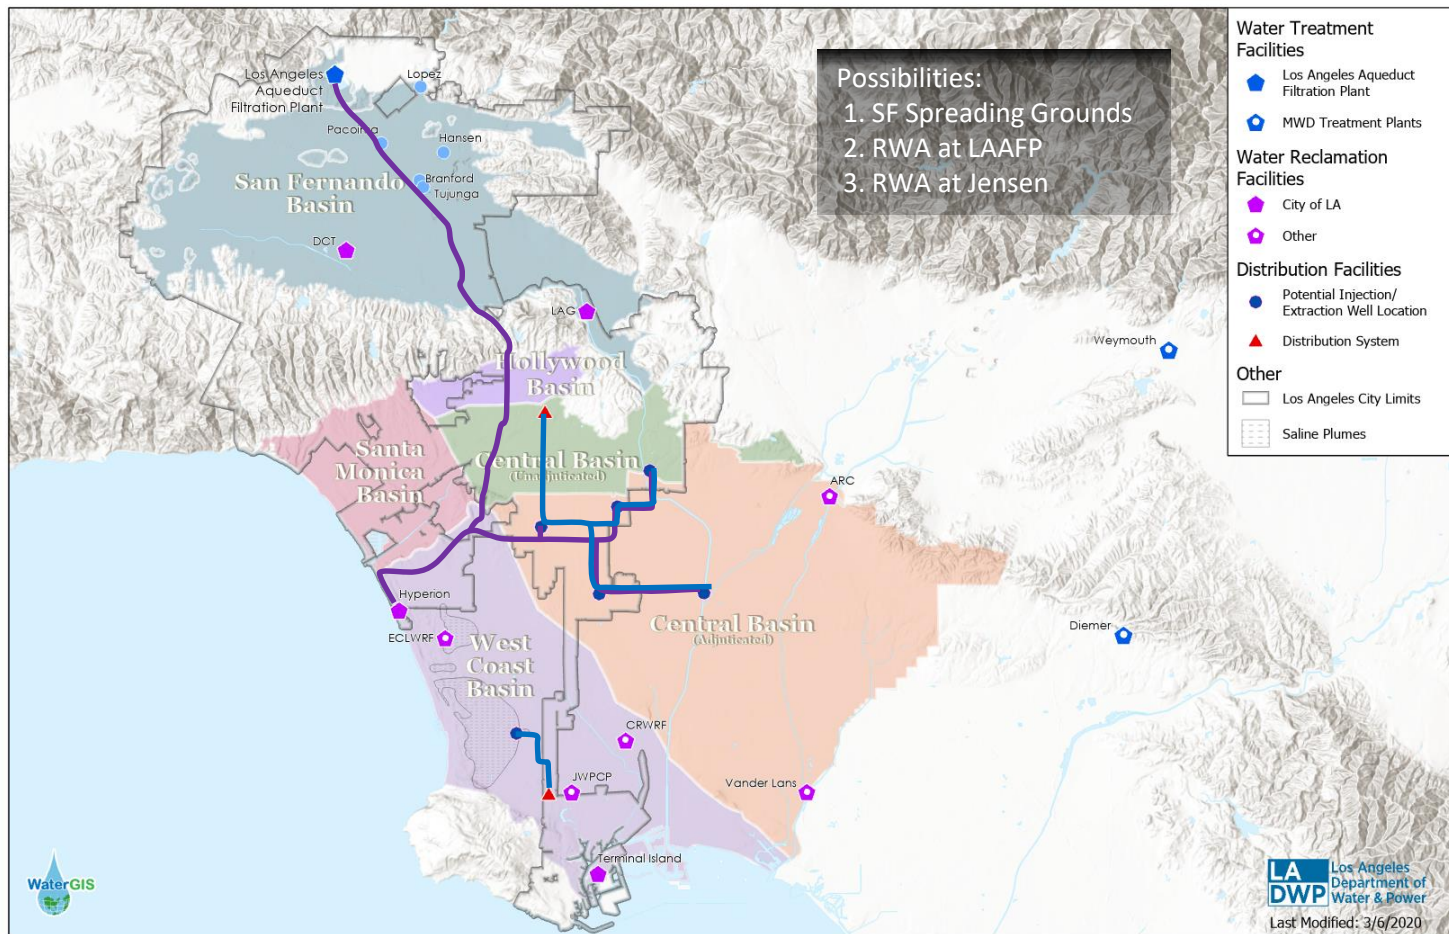 Los Angeles
Aqueduct
Filtration Plant
Lopez
Pacoima
Hansen
Branford
Tujunga
San Fernando
Basin
DCT
LAG
Hollywood
Basin
Santa
Monica
Basin
Central Basin
(Unadjuticated)
ARC
Weymouth
Hyperion
ECLWRF
West
Coast
Basin
Central Basin
(Adjuticated)
Diemer
CRWRF
JWPCP
Vander Lans
Terminal Island
Possibilities:
1. SF Spreading Grounds
2. RWA at LAAFP
3. RWA at Jensen
Water Treatment
Facilities
Los Angeles Aqueduct
Filtration Plant
MWD Treatment Plants
Water Reclamation
Facilities
City of LA
Other
Distribution Facilities
Potential Injection/
Extraction Well Location
Distribution System
Other
Los Angeles City Limits
Saline Plumes
WaterGIS
LA
DWP
Los Angeles
Department of
Water & Power
Last Modified: 3/6/2020